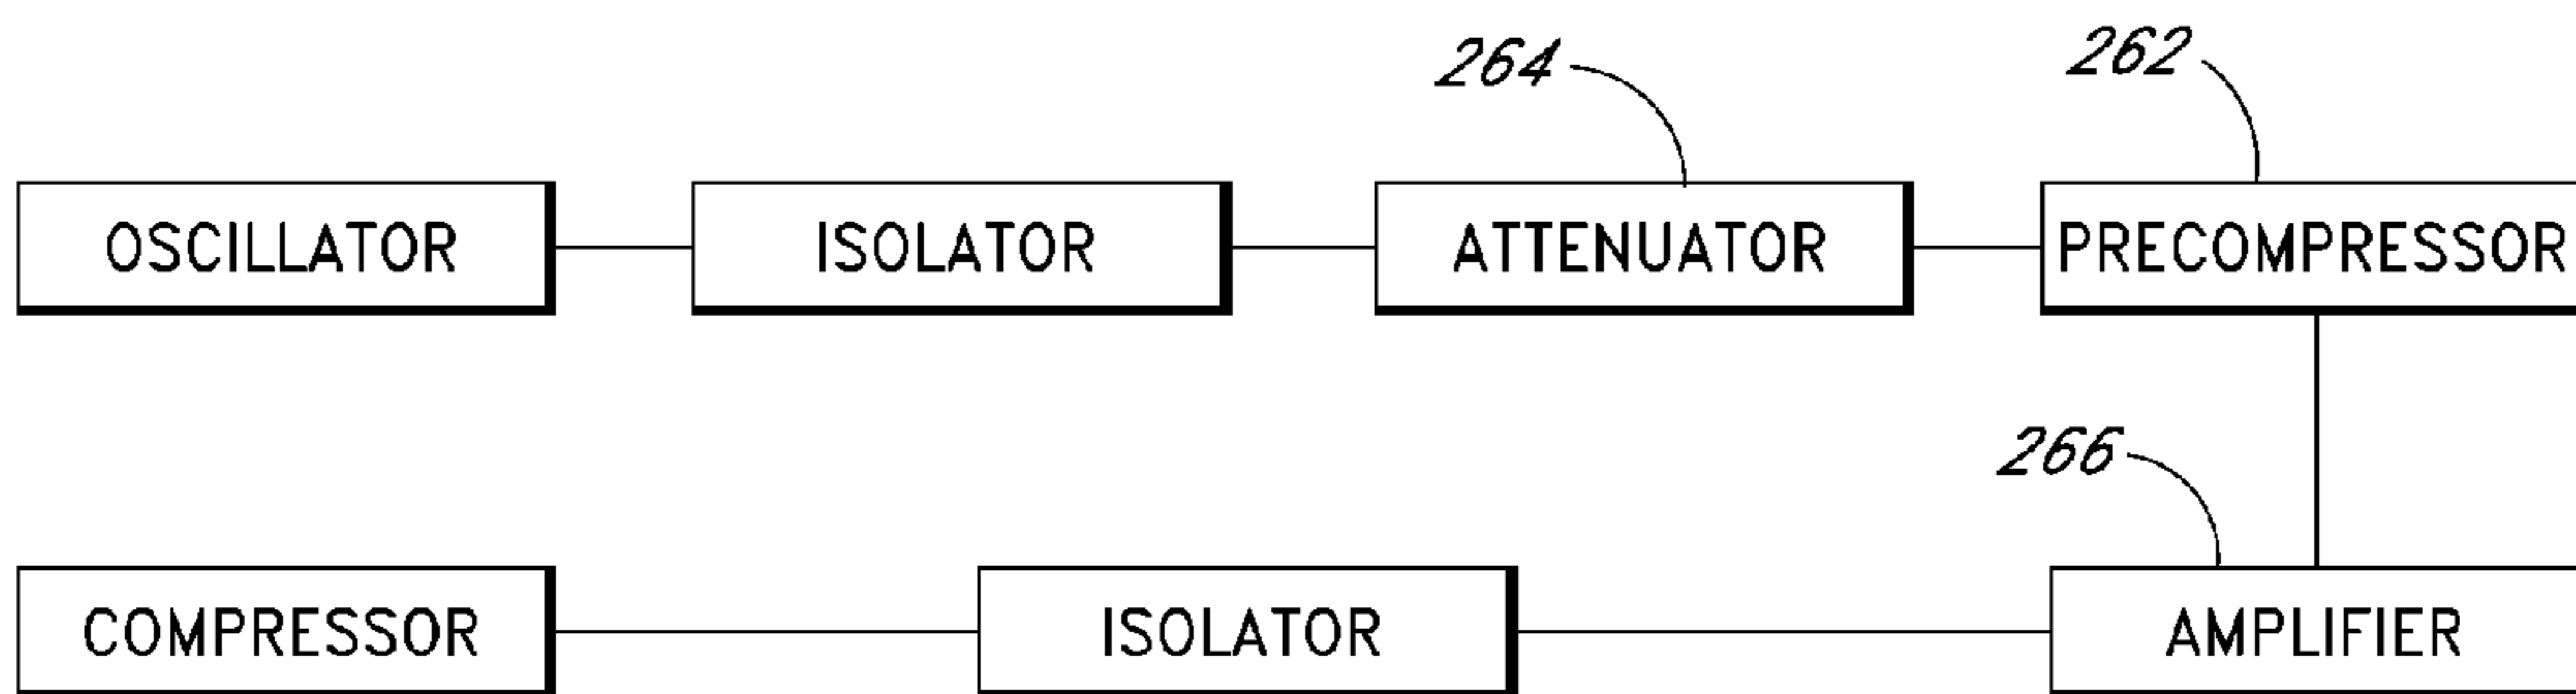 264
262
OSCILLATOR
ISOLATOR
ATTENUATOR
PRECOMPRESSOR
266
COMPRESSOR
ISOLATOR
AMPLIFIER